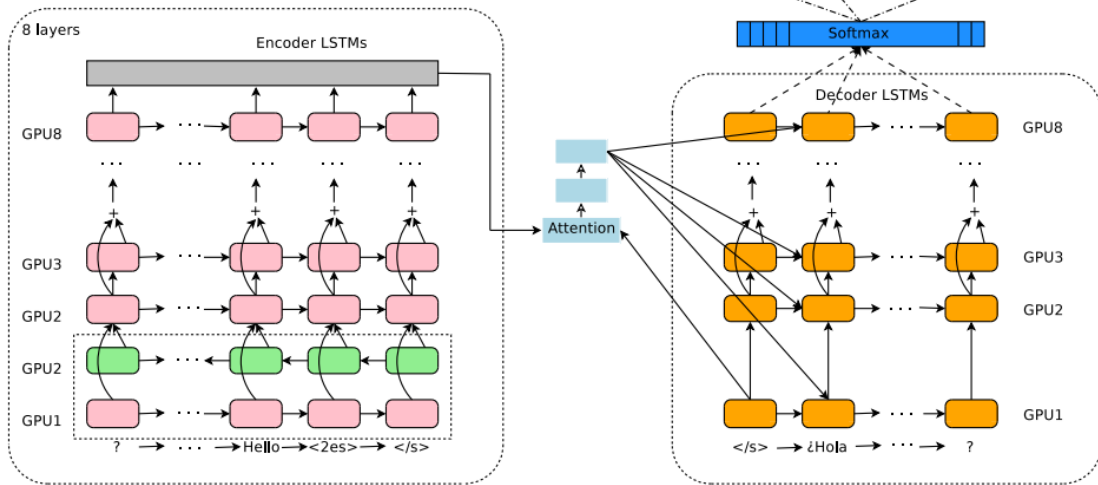 8 layers
Encoder LSTMs
GPU8
GPU3
GPU2
GPU2
GPU1
? ... Hello <2es> </s>
Attention
Softmax
Decoder LSTMs
GPU8
GPU3
GPU2
GPU1
</s> ¿Hola ... ?